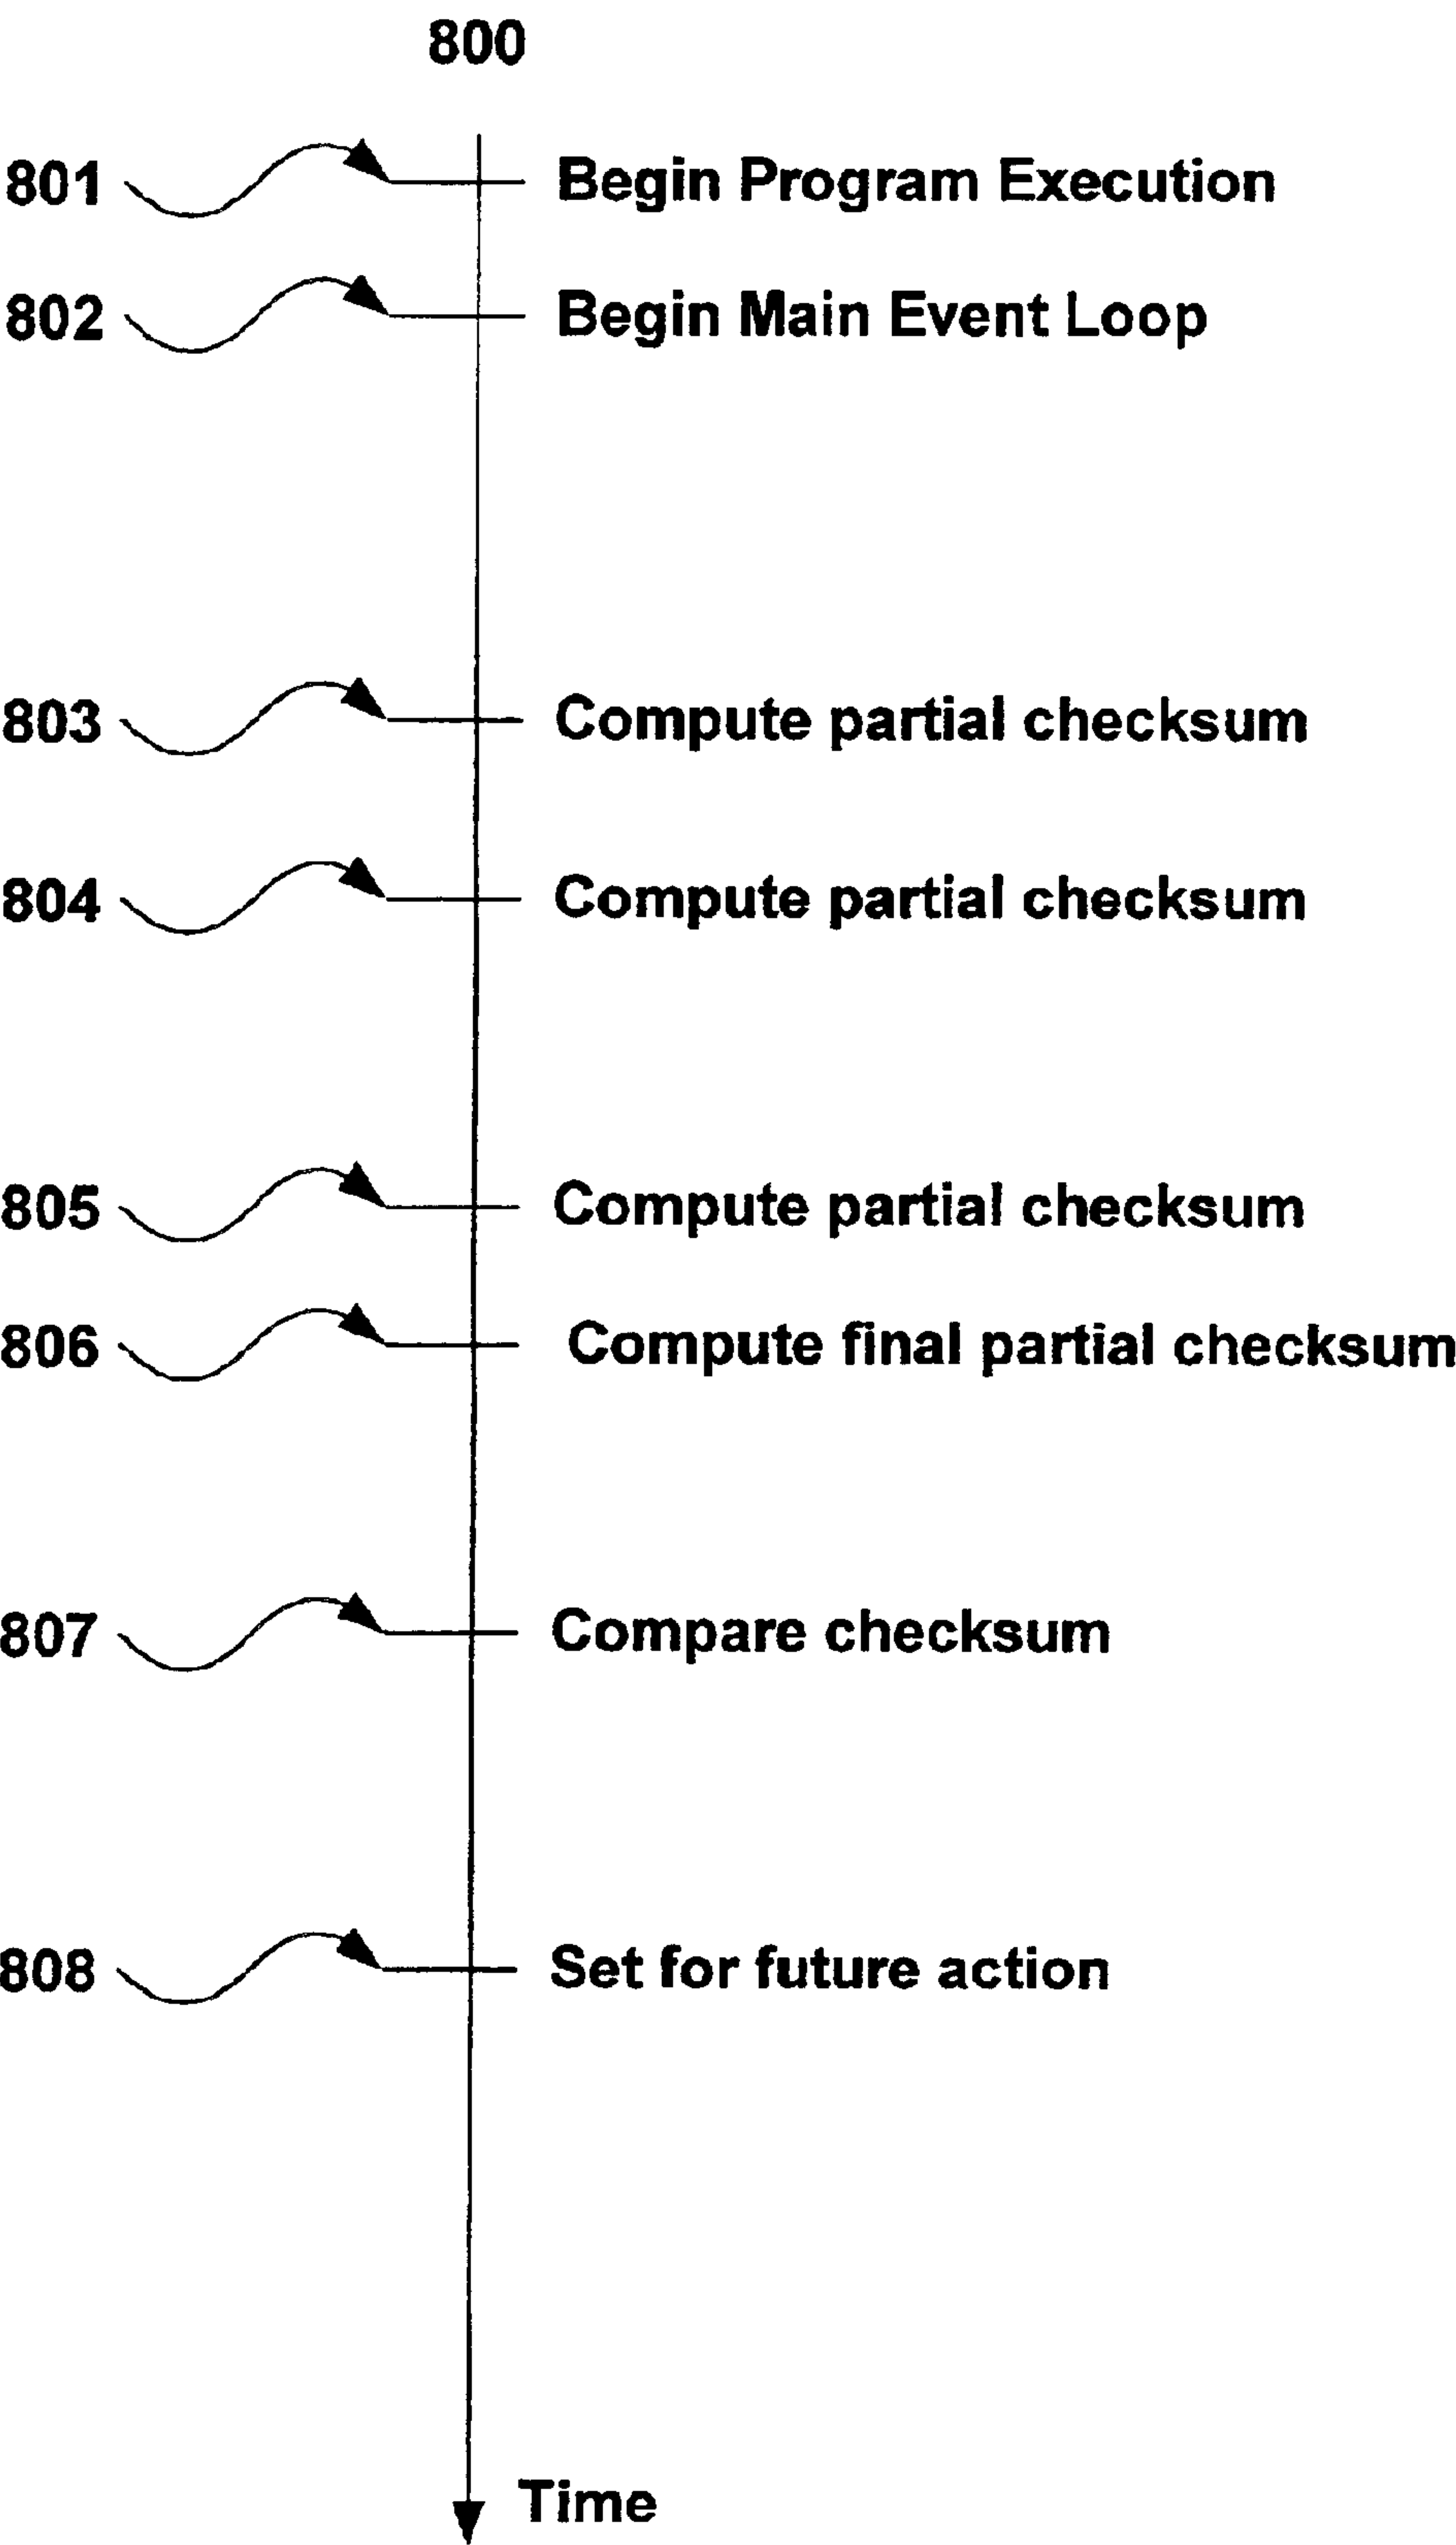 800
801 Begin Program Execution
802 Begin Main Event Loop
803 Compute partial checksum
804 Compute partial checksum
805 Compute partial checksum
806 Compute final partial checksum
807 Compare checksum
808 Set for future action
Time